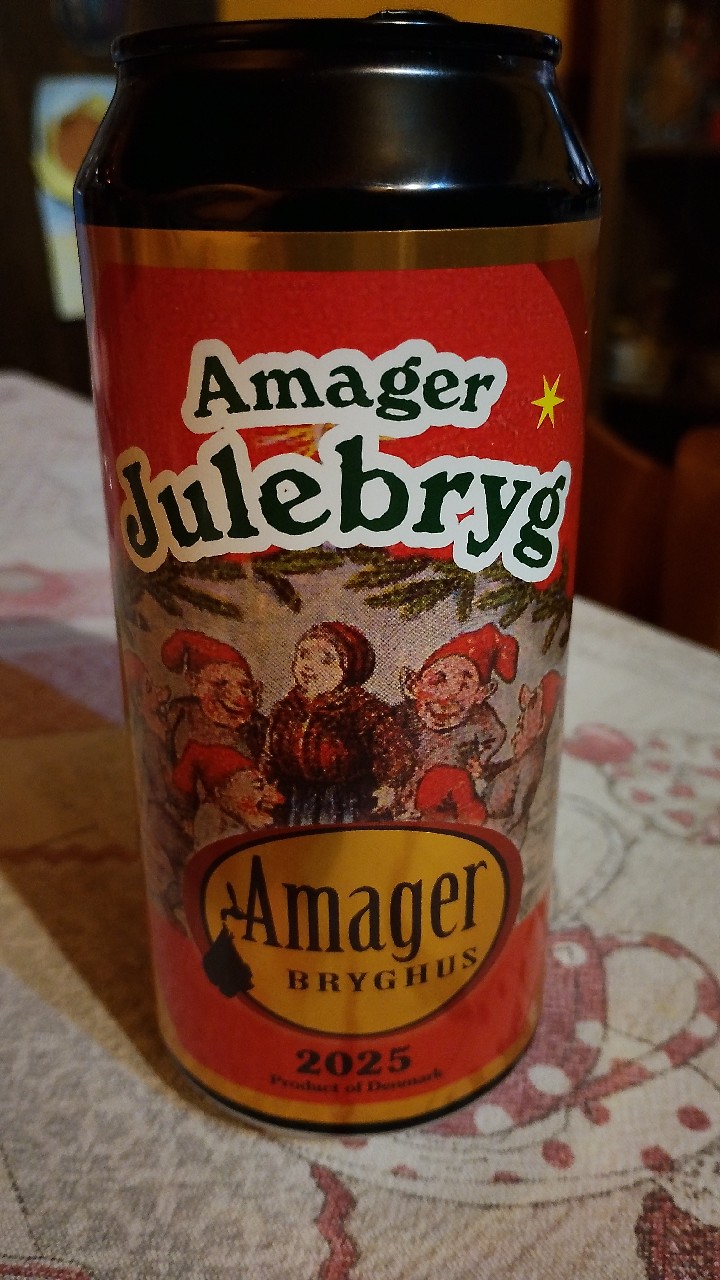 Amager
Julebryg
Amager
BRYGHUS
2025
Product of Denmark